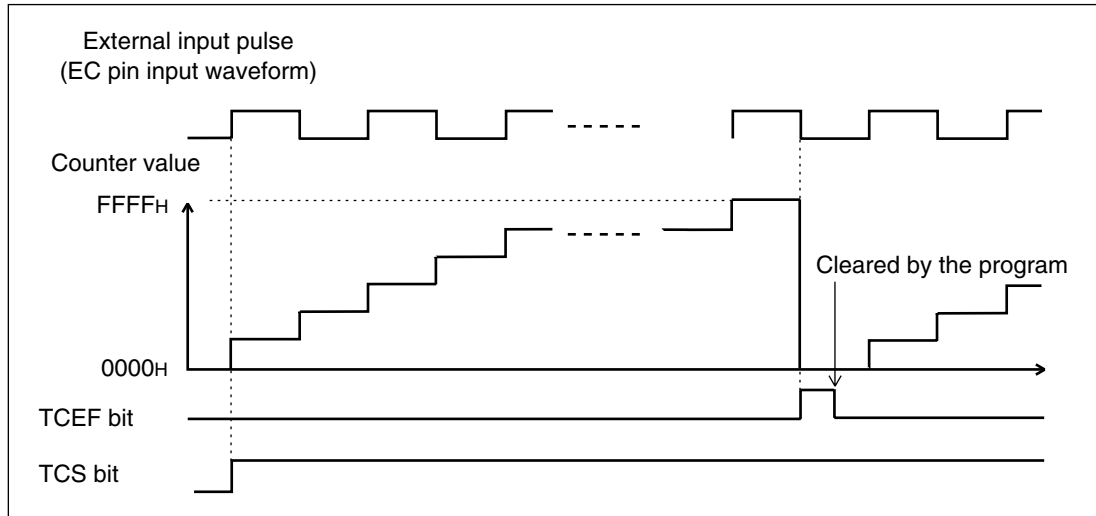 External input pulse
(EC pin input waveform)
Counter value
FFFFH
Cleared by the program
0000H
TCEF bit
TCS bit